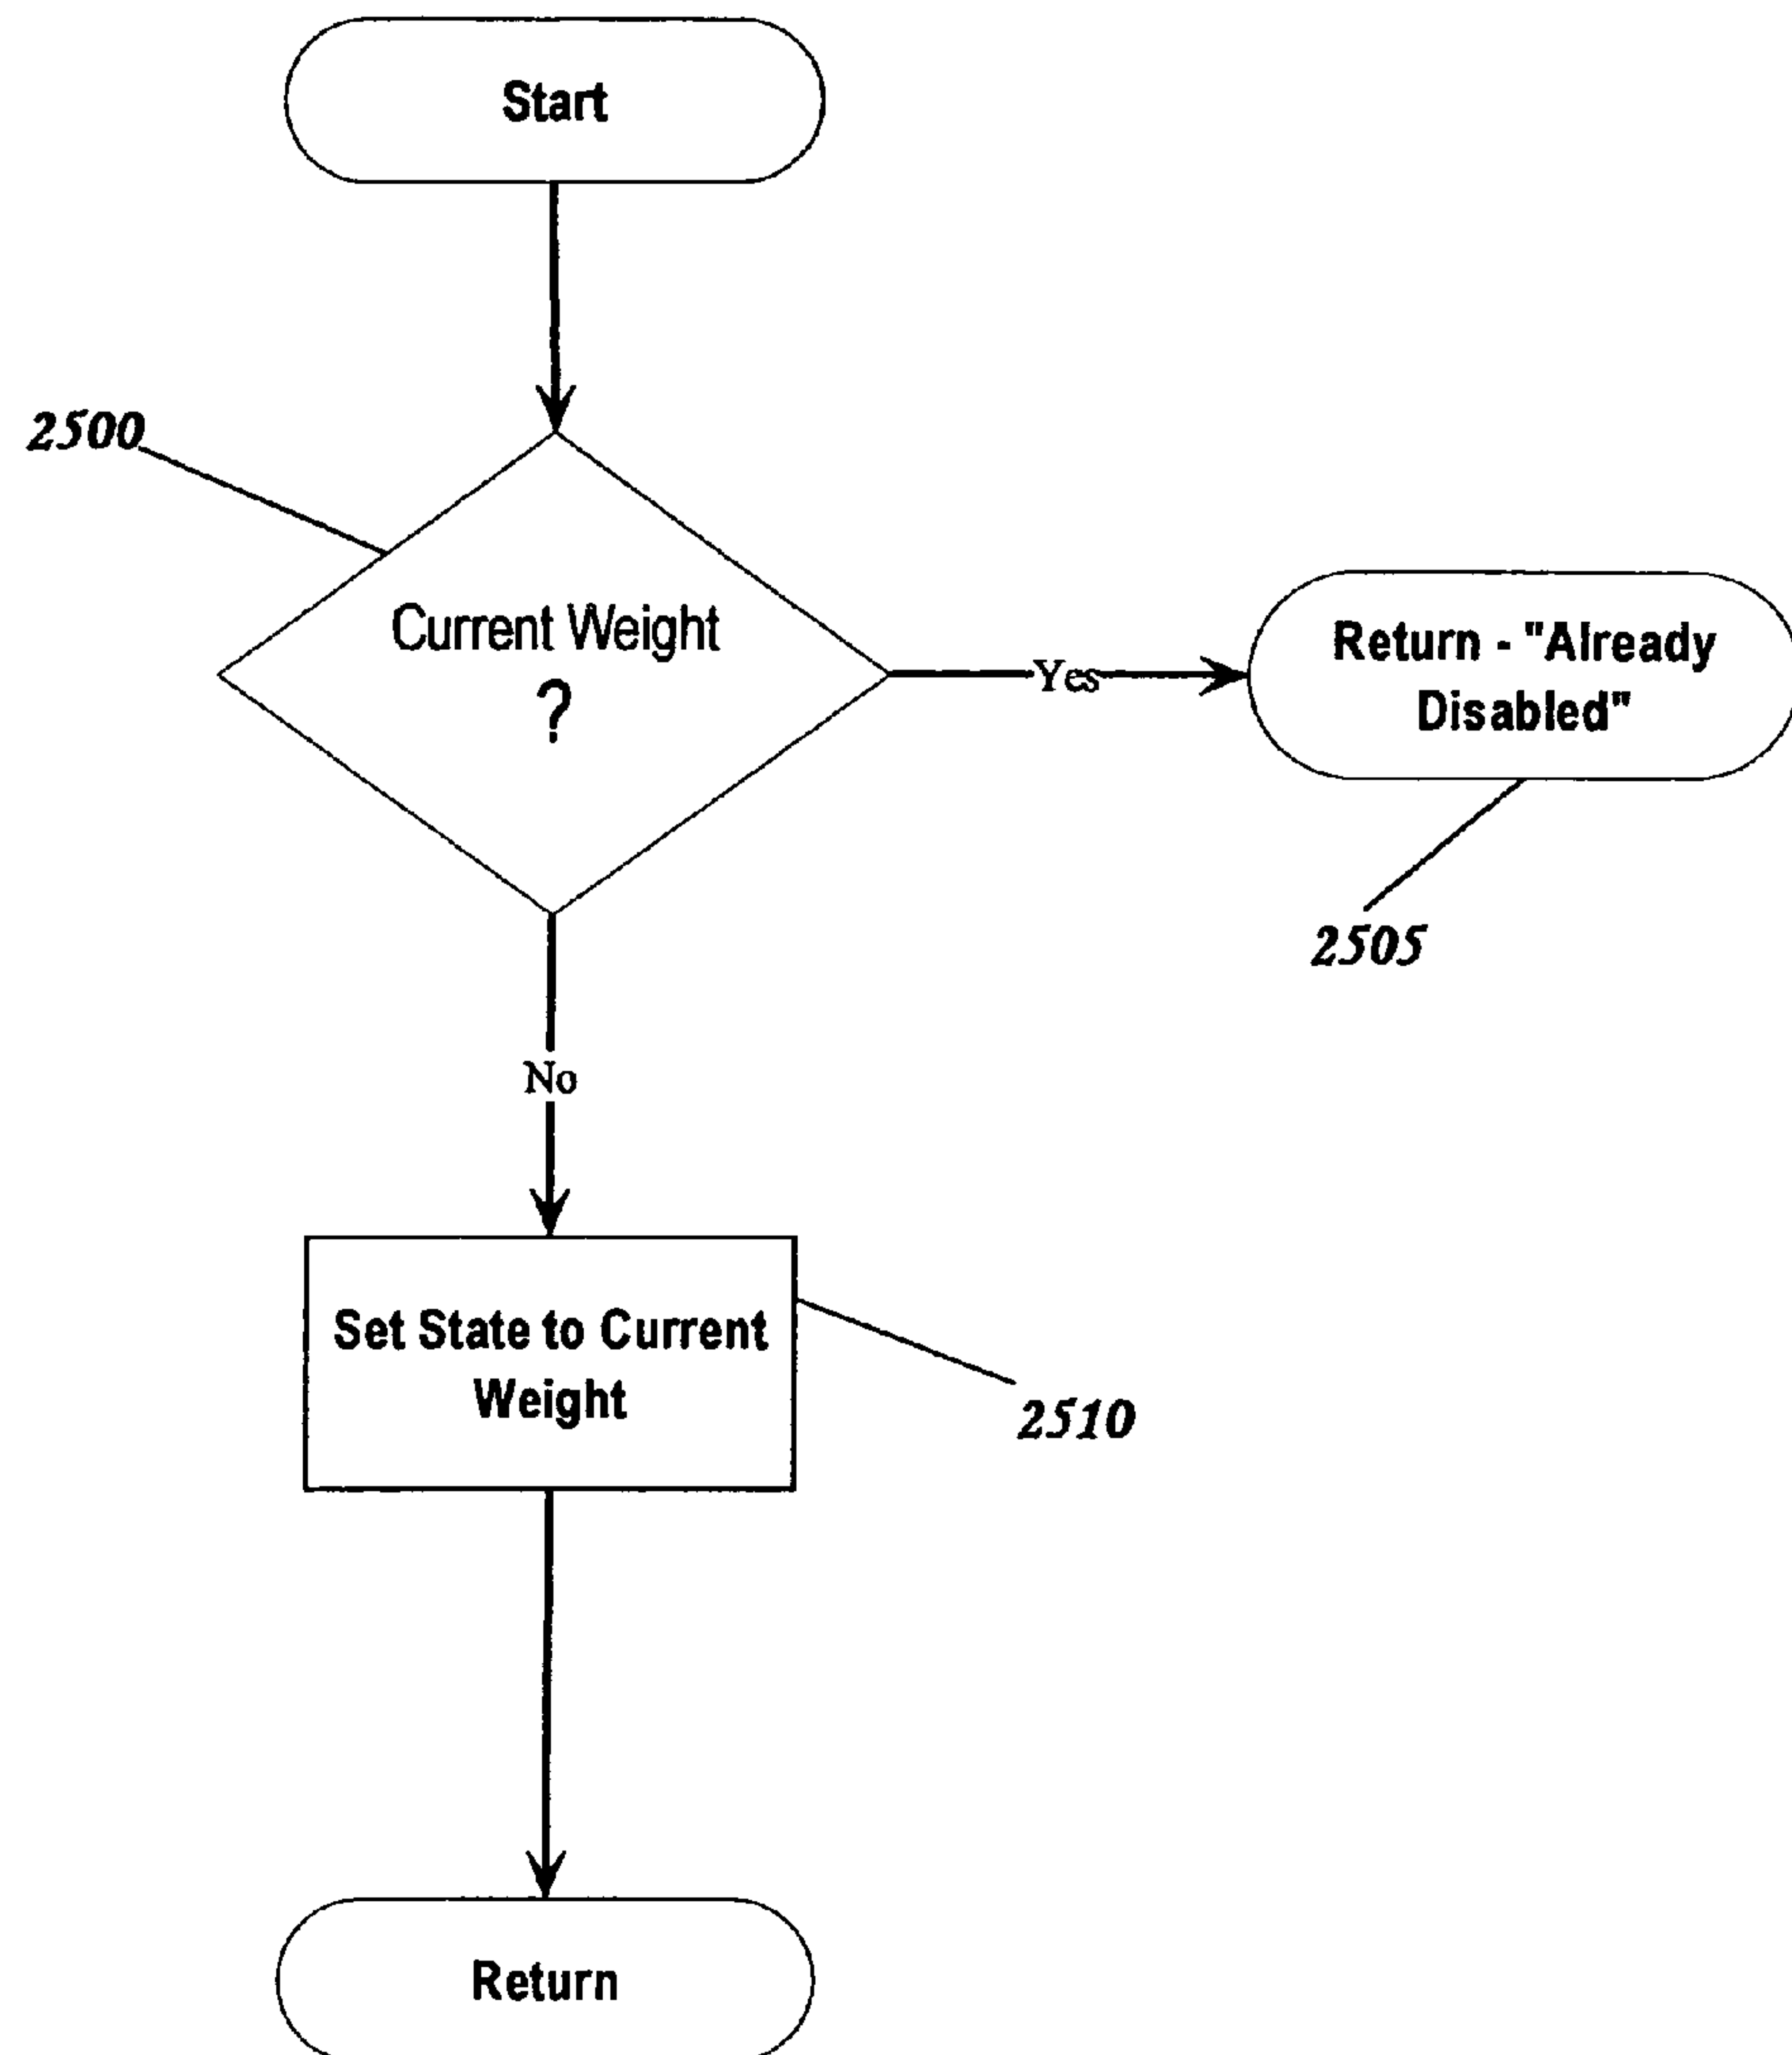 Start
2500
Current Weight
?
Yes
Return - "Already
Disabled"
2505
No
Set State to Current
Weight
2510
Return